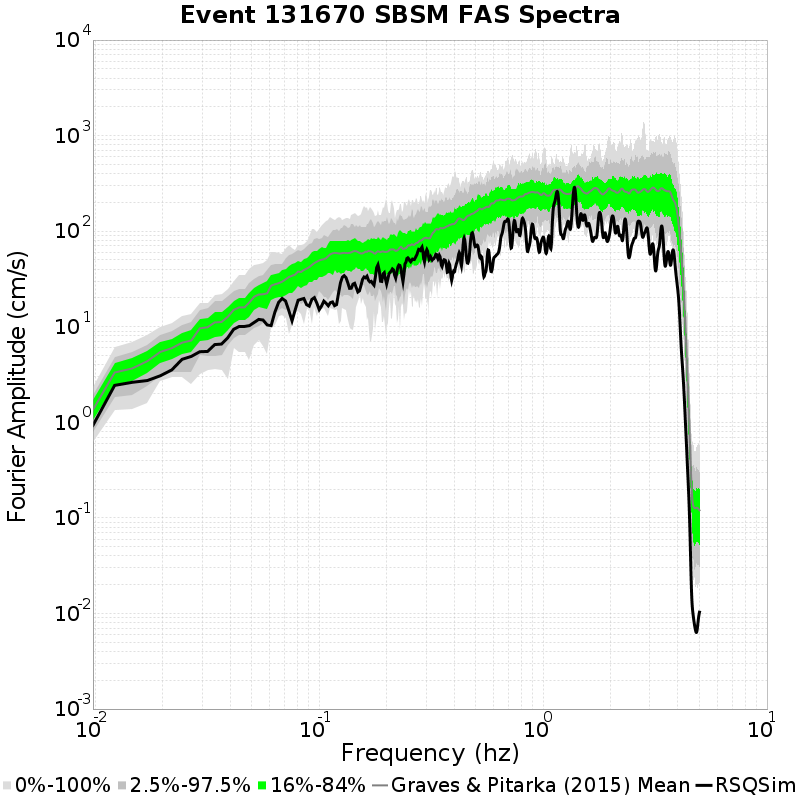 Event 131670 SBSM FAS Spectra
10^4
10^3
10^2
10^1
10^0
10^-1
10^-2
10^-3
Fourier Amplitude (cm/s)
10^-2 10^-1 10^0 10^1
Frequency (hz)
0%-100% 2.5%-97.5% 16%-84% Graves & Pitarka (2015) Mean RSQSim